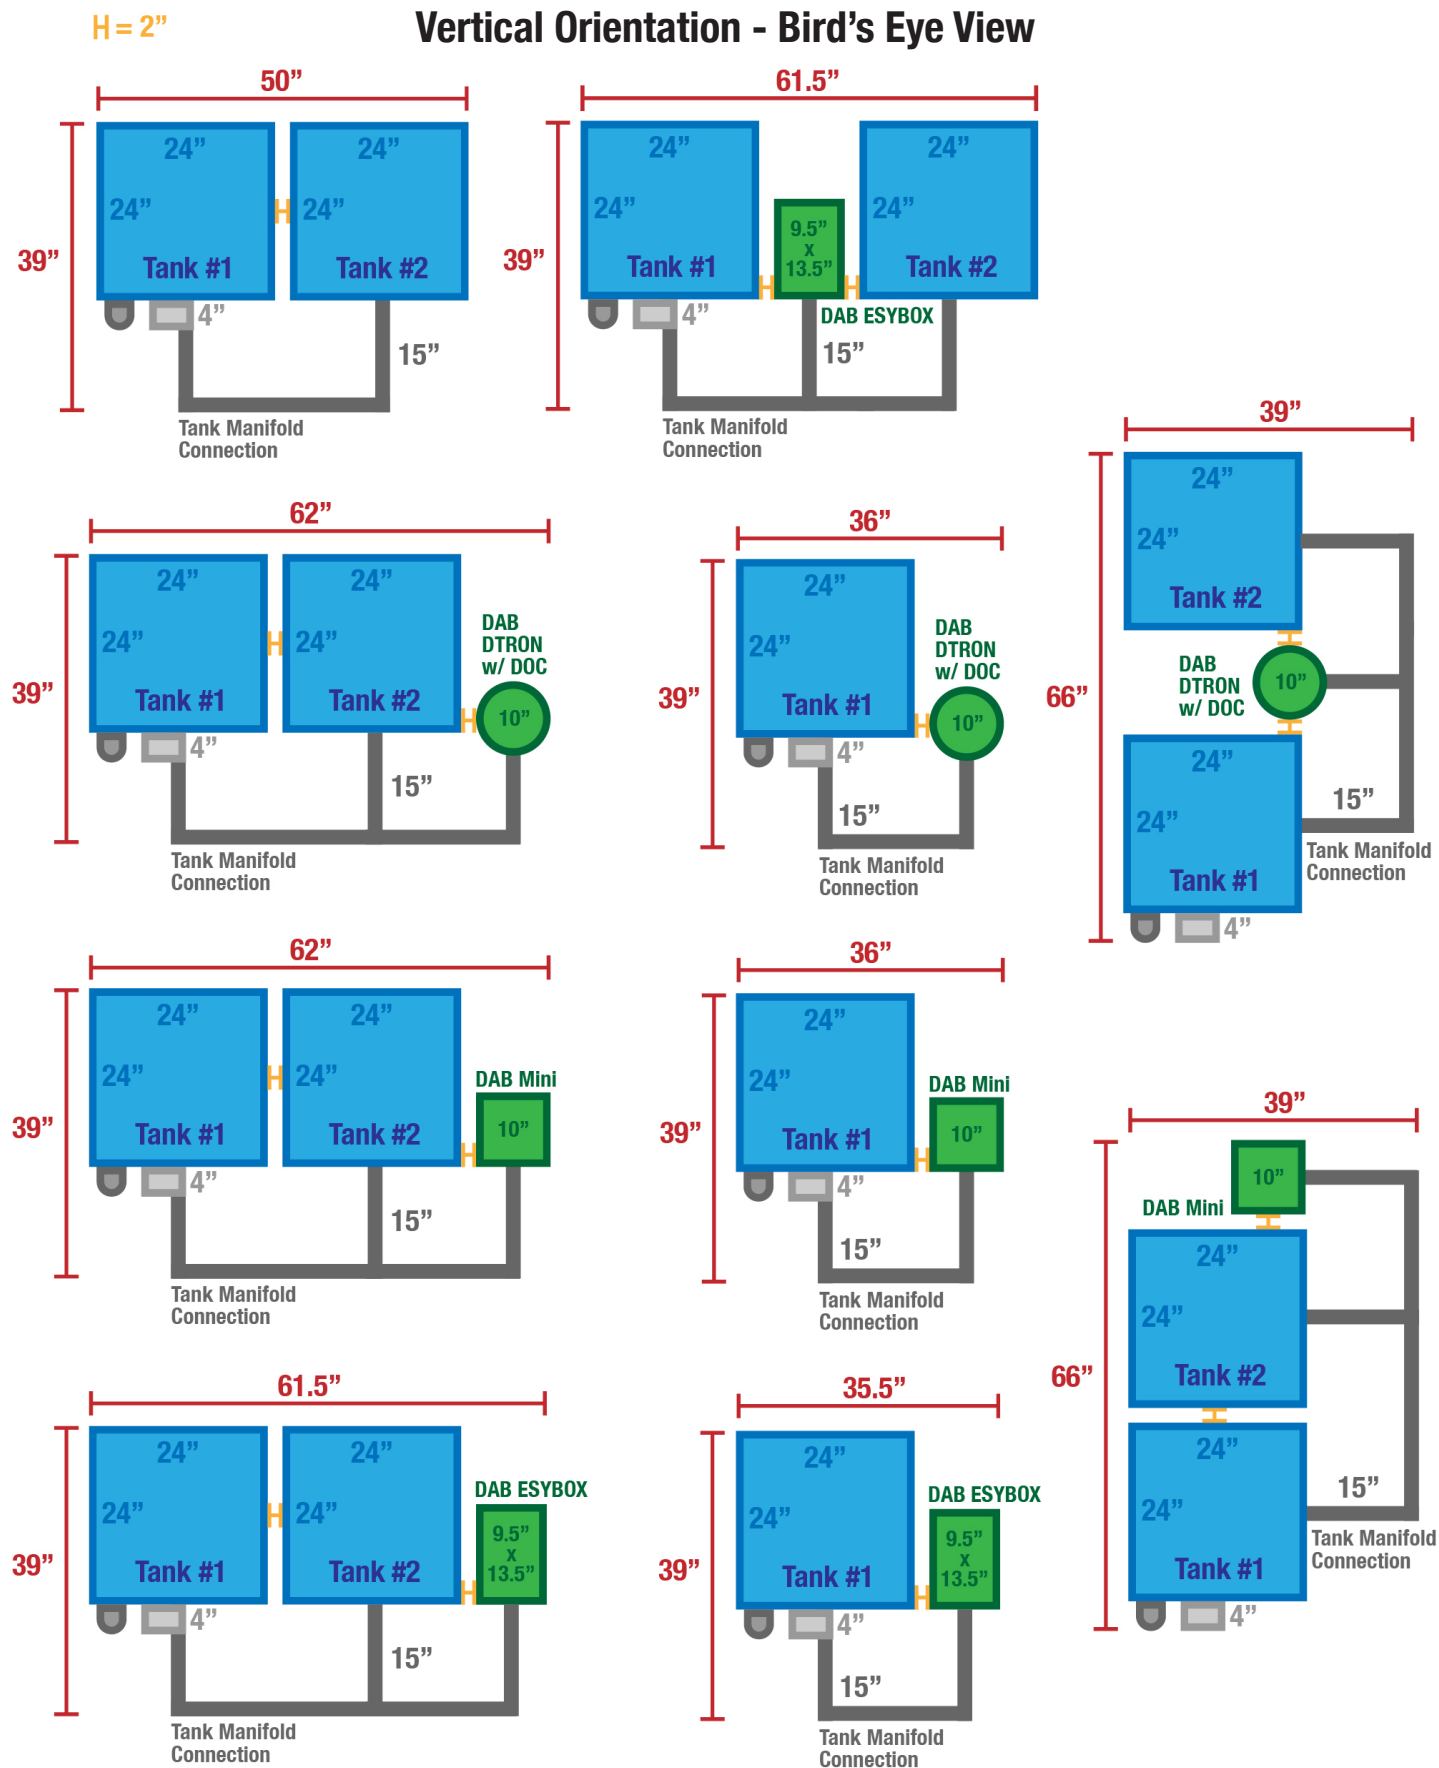 H = 2”
Vertical Orientation - Bird’s Eye View
50”
39”
24”
24”
24”
24”
Tank #1
Tank #2
4”
15”
Tank Manifold
Connection
61.5”
39”
24”
24”
24”
24”
9.5”
x
13.5”
Tank #1
Tank #2
4”
DAB ESYBOX
15”
Tank Manifold
Connection
62”
39”
24”
24”
24”
24”
DAB
DTRON
w/ DOC
Tank #1
Tank #2
10”
4”
15”
Tank Manifold
Connection
36”
39”
24”
24”
DAB
DTRON
w/ DOC
Tank #1
10”
4”
15”
Tank Manifold
Connection
39”
66”
24”
24”
Tank #2
DAB
DTRON
w/ DOC
10”
24”
24”
15”
Tank #1
Tank Manifold
Connection
4”
62”
39”
24”
24”
24”
24”
DAB Mini
Tank #1
Tank #2
10”
4”
15”
Tank Manifold
Connection
36”
39”
24”
24”
DAB Mini
Tank #1
10”
4”
15”
Tank Manifold
Connection
39”
66”
10”
DAB Mini
24”
24”
Tank #2
24”
24”
15”
Tank #1
Tank Manifold
Connection
4”
61.5”
39”
24”
24”
24”
24”
DAB ESYBOX
9.5”
x
13.5”
Tank #1
Tank #2
4”
15”
Tank Manifold
Connection
35.5”
39”
24”
24”
DAB ESYBOX
9.5”
x
13.5”
Tank #1
4”
15”
Tank Manifold
Connection